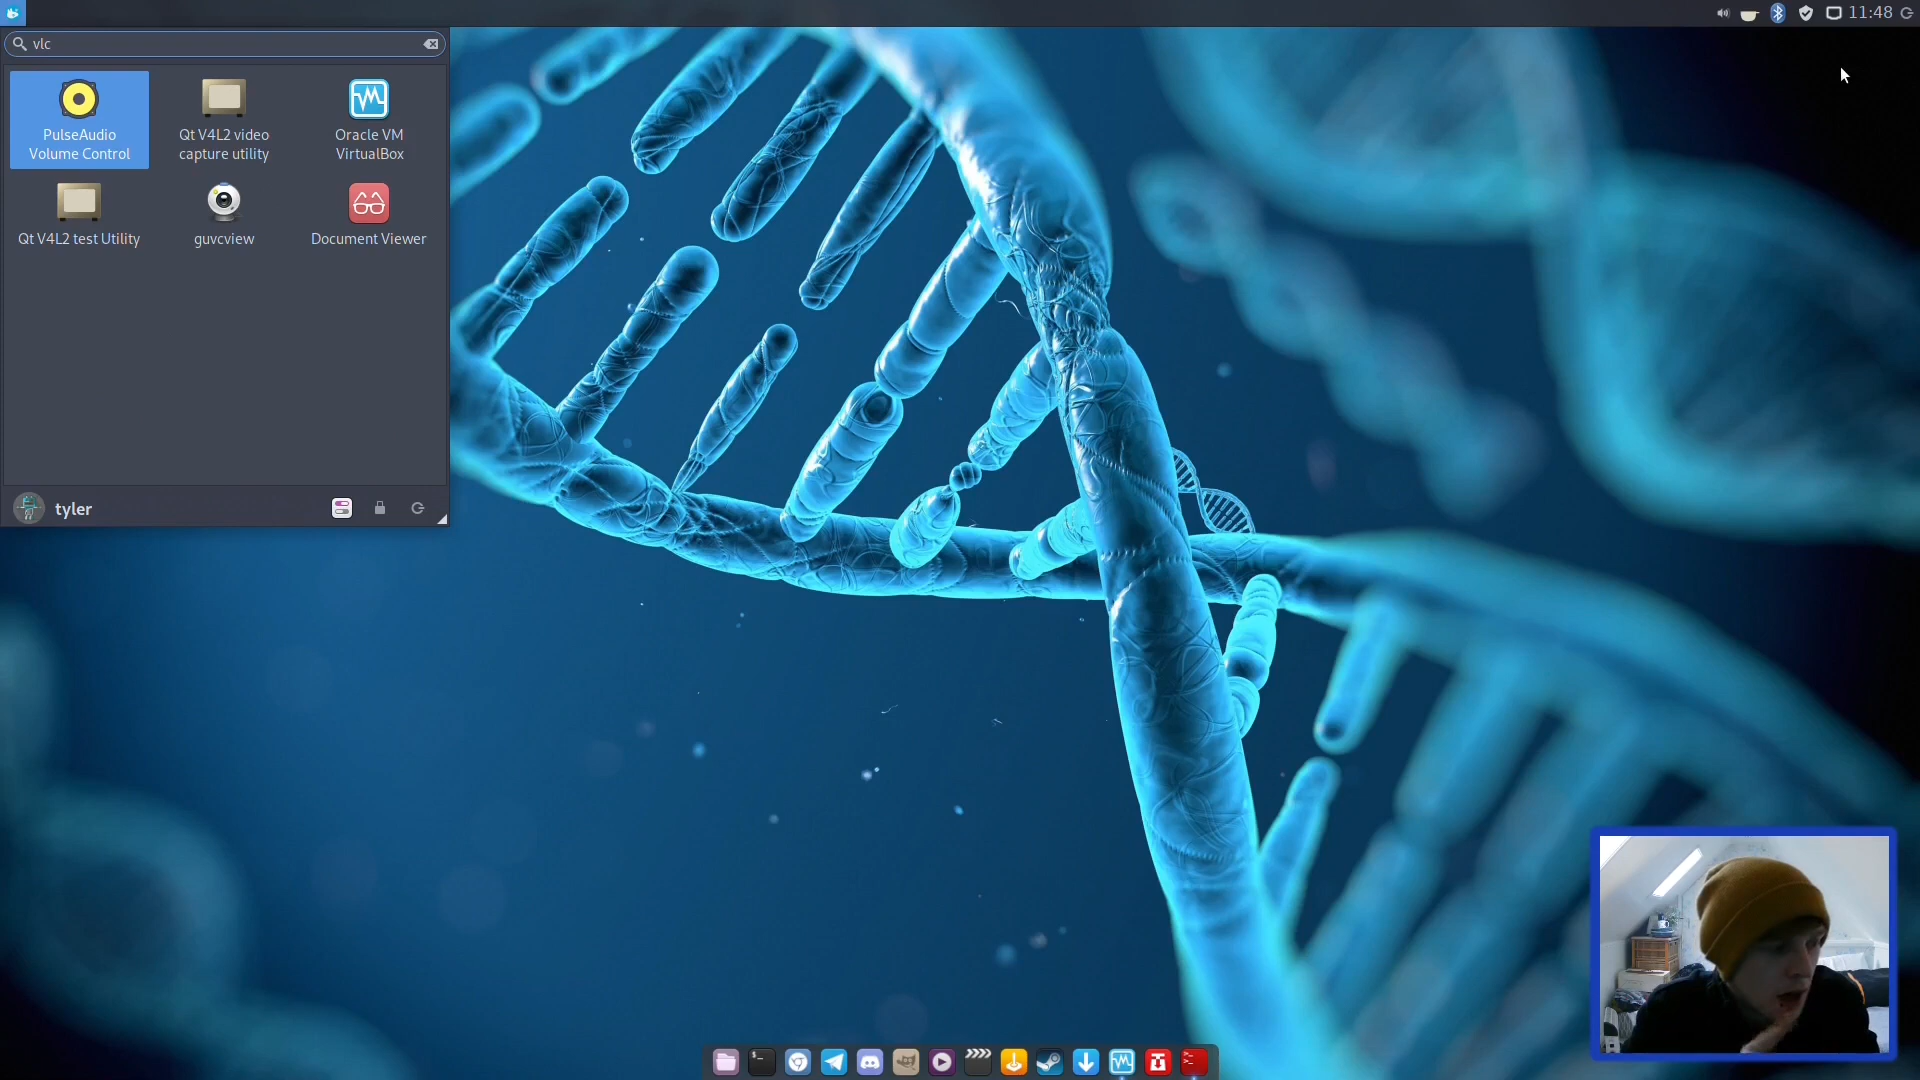 11:48
vlc
PulseAudio
Volume Control
Qt V4L2 video
capture utility
Oracle VM
VirtualBox
Qt V4L2 test Utility
guvcview
Document Viewer
tyler